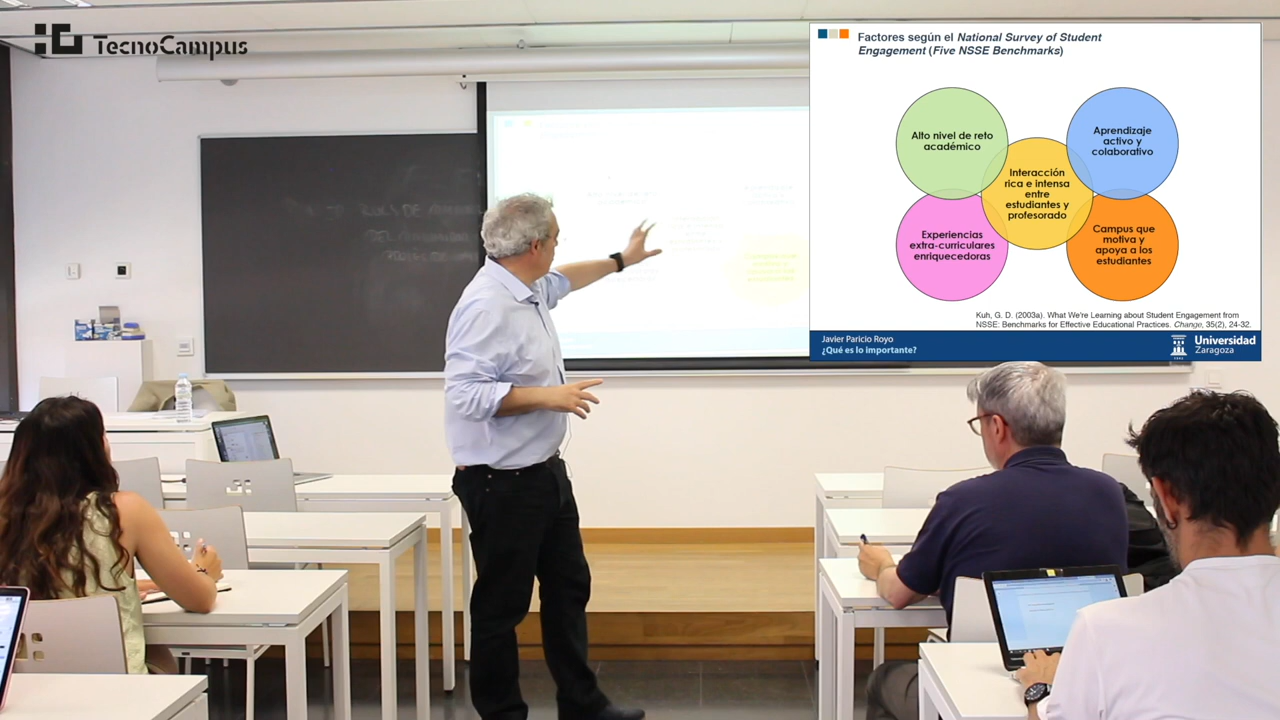 TecnoCampus
Factores según el National Survey of Student
Engagement (Five NSSE Benchmarks)
Alto nivel de reto
académico
Aprendizaje
activo y
colaborativo
Interacción
rica e intensa
entre
estudiantes y
profesorado
Experiencias
extra-curriculares
enriquecedoras
Campus que
motiva y
apoya a los
estudiantes
Kuh, G. D. (2003a). What We're Learning about Student Engagement from
NSSE: Benchmarks for Effective Educational Practices. Change, 35(2), 24-32.
Javier Paricio Royo
¿Qué es lo importante?
Universidad
Zaragoza